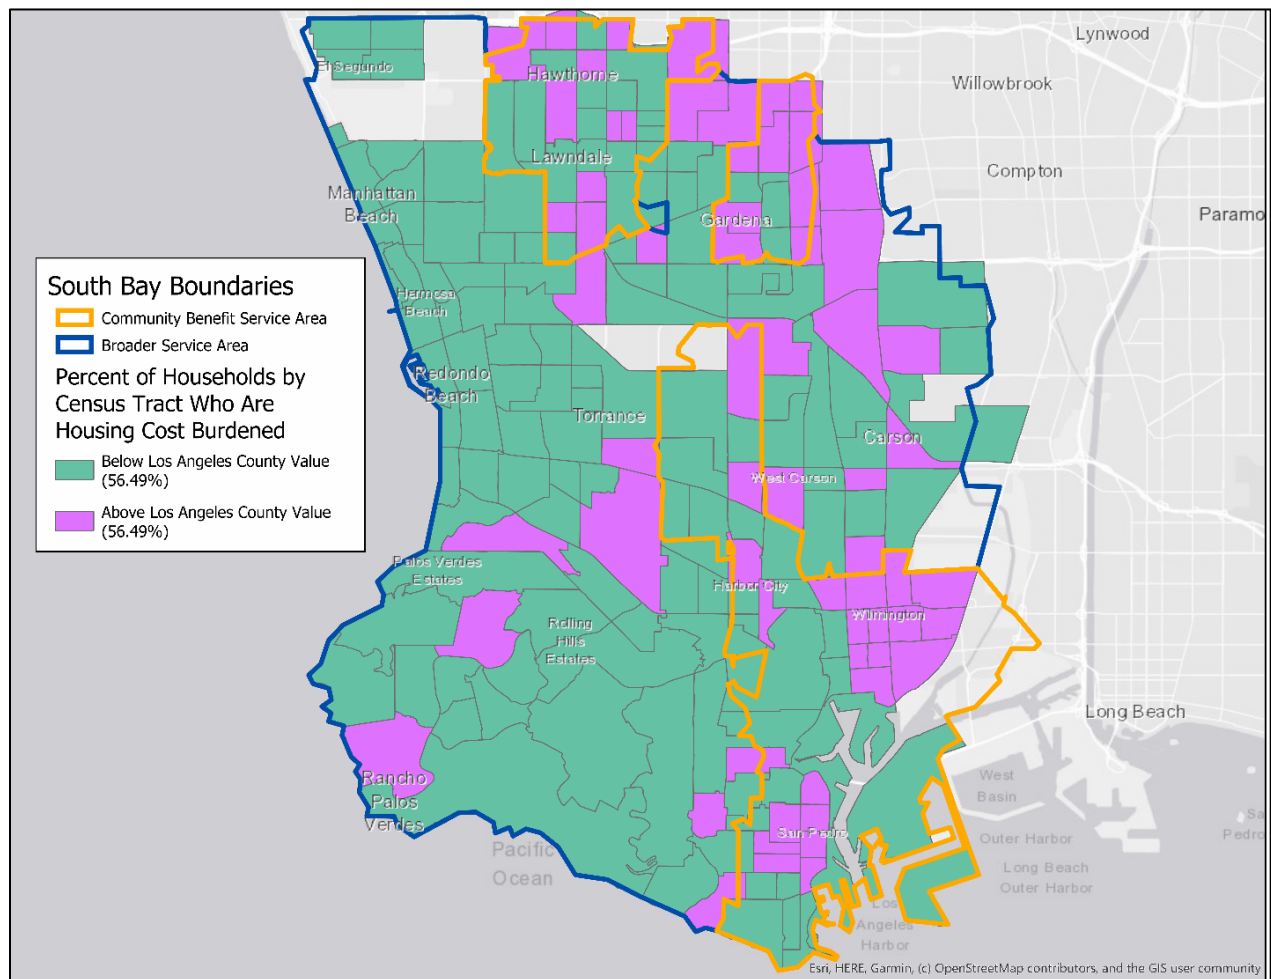 Lynwood
El Segundo
Hawthorne
Willowbrook
Lawndale
Compton
Manhattan
Beach
Gardena
Paramo
South Bay Boundaries
Community Benefit Service Area
Broader Service Area
Percent of Households by
Census Tract Who Are
Housing Cost Burdened
Below Los Angeles County Value
(56.49%)
Above Los Angeles County Value
(56.49%)
Hermosa
Beach
Redondo
Beach
Torrance
Carson
West Carson
Palos Verdes
Estates
Harbor City
Wilmington
Rolling
Hills
Estates
Long Beach
Rancho
Palos
Verdes
West
Basin
San Pedro
Sa
Pedro
Outer Harbor
Pacific
Ocean
Long Beach
Outer Harbor
Los
Angeles
Harbor
Esri, HERE, Garmin, (c) OpenStreetMap contributors, and the GIS user community